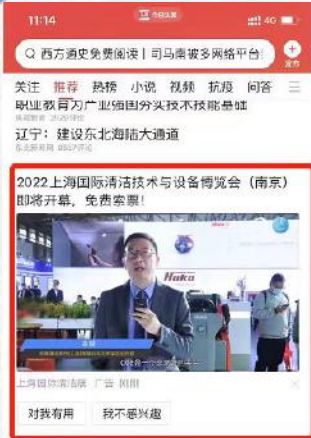 11:14
今日头条
4G
西方通史免费阅读 | 司马南被多网络平台
发布
关注 推荐 热榜 小说 视频 抗疫 问答
职业教育为产业强国夯实技术技能基础
辽宁：建设东北海陆大通道
2022上海国际清洁技术与设备博览会（南京）
即将开幕，免费索票！
Hako
上海国际清洁展 广告 刚刚
对我有用 我不感兴趣